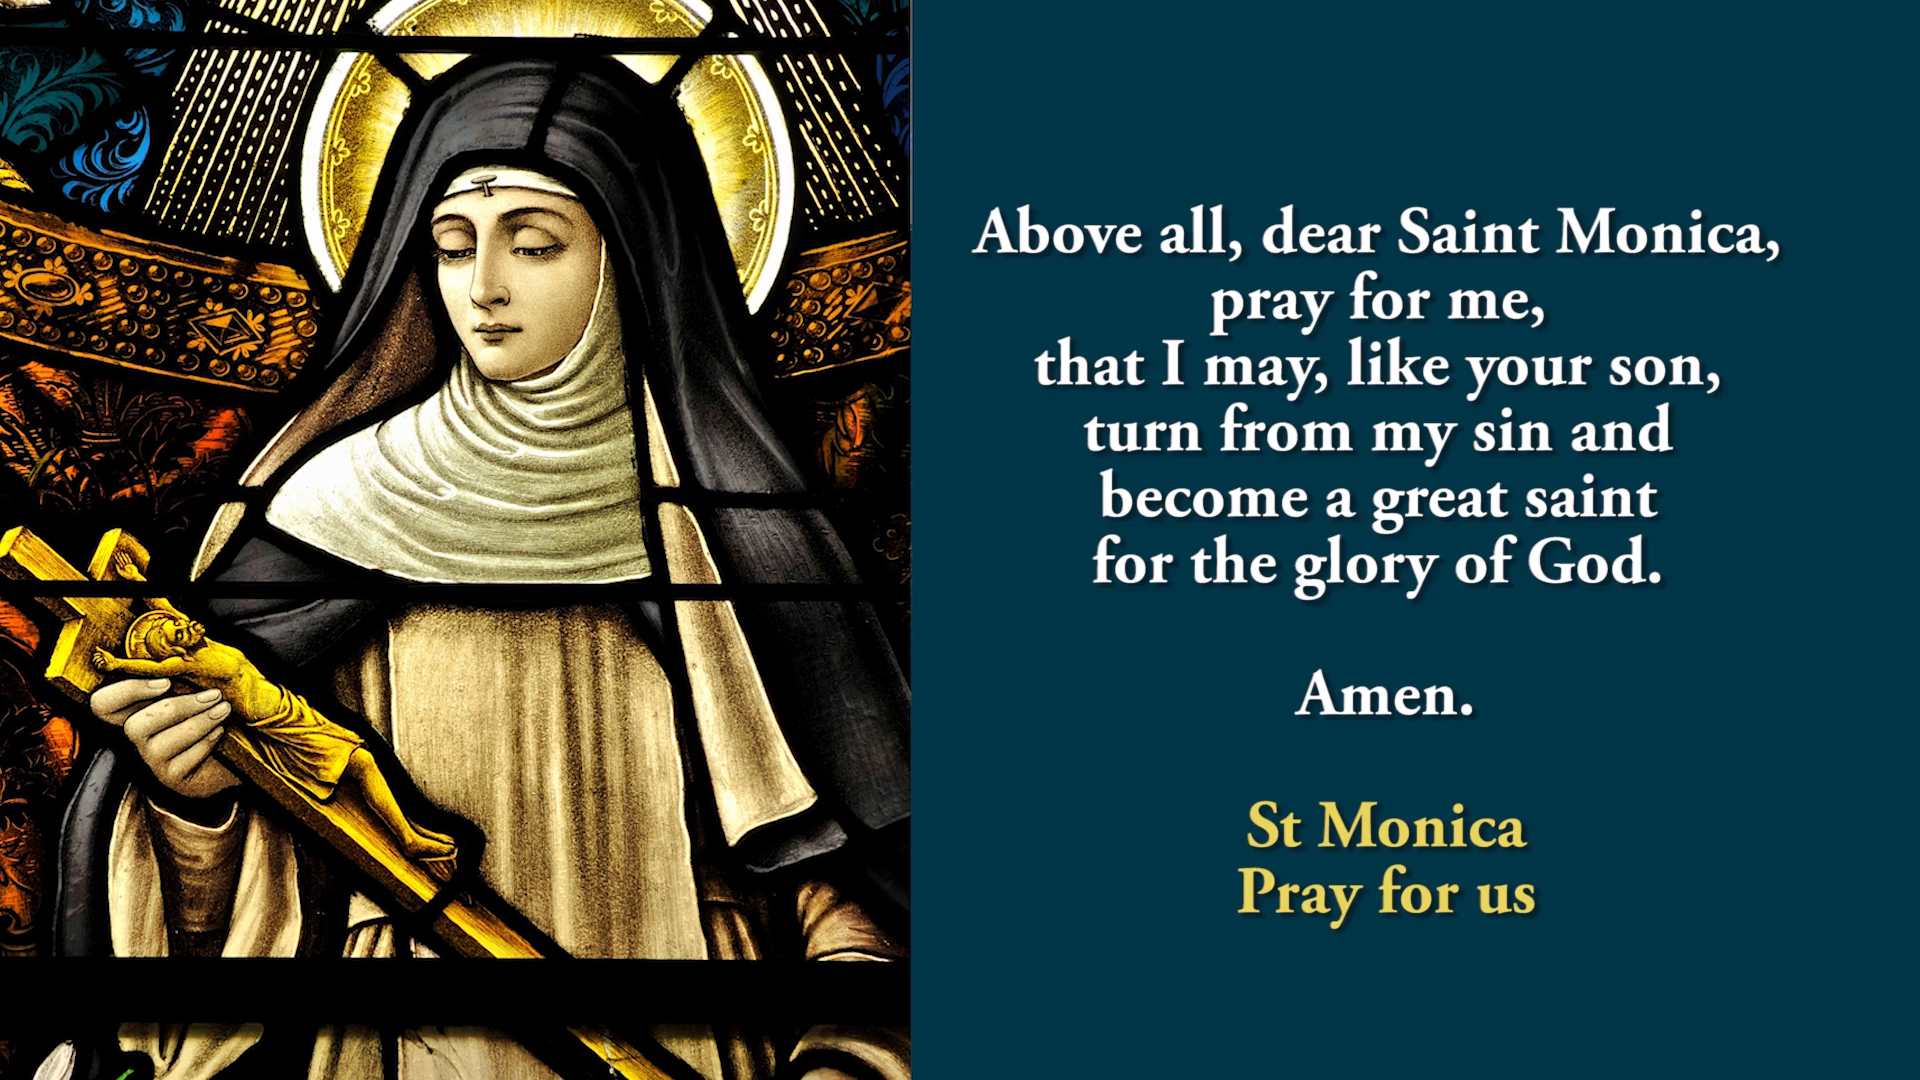 Above all, dear Saint Monica,
pray for me,
that I may, like your son,
turn from my sin and
become a great saint
for the glory of God.
Amen.
St Monica
Pray for us